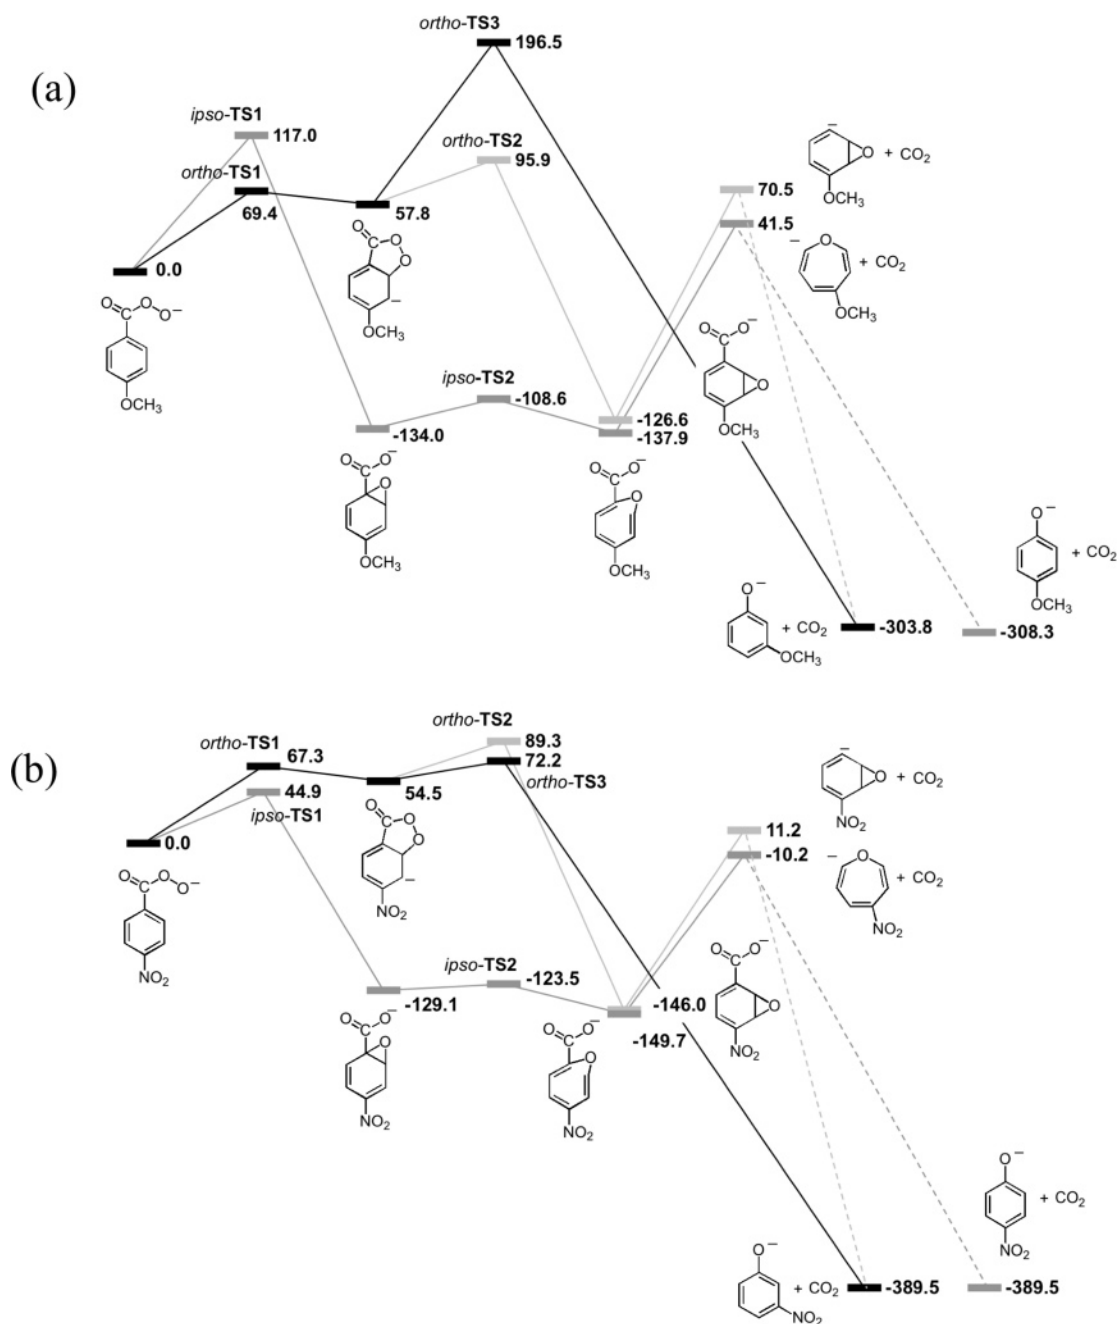 (a)
ortho-TS3
196.5
ipso-TS1
117.0
ortho-TS1
69.4
57.8
ortho-TS2
95.9
0.0
O C O O−
OCH3
O C O O
−
OCH3
− O + CO2
OCH3
70.5
41.5
− O + CO2
OCH3
ipso-TS2
-108.6
-134.0
-126.6
-137.9
O C O− O
OCH3
O C O− O
OCH3
O C O− O
OCH3
O− + CO2
OCH3
-303.8
O− + CO2
OCH3
-308.3
(b)
ortho-TS2
89.3
72.2
ortho-TS3
ortho-TS1
67.3
44.9
ipso-TS1
54.5
0.0
O C O O−
NO2
O C O O
−
NO2
− O + CO2
NO2
11.2
-10.2
− O + CO2
NO2
ipso-TS2
-123.5
-129.1
-146.0
-149.7
O C O− O
NO2
O C O− O
NO2
O C O− O
NO2
O− + CO2
NO2
-389.5
O− + CO2
NO2
-389.5